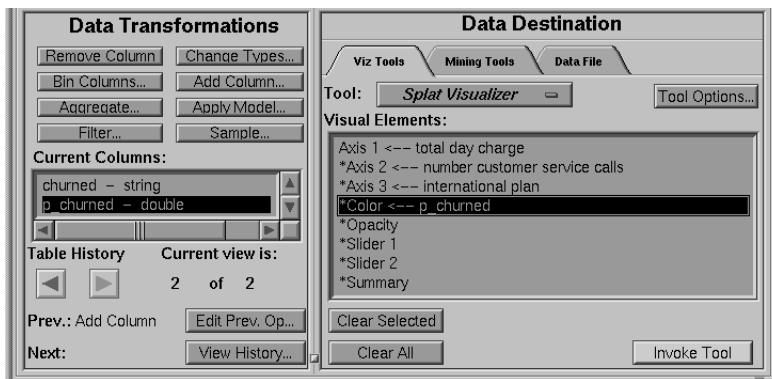 Data Transformations
Remove Column
Change Types...
Bin Columns...
Add Column...
Aggregate...
Apply Model...
Filter...
Sample...
Current Columns:
churned – string
p_churned – double
Table History
Current view is:
2 of 2
Prev.: Add Column
Edit Prev. Op...
Next:
View History...
Data Destination
Viz Tools
Mining Tools
Data File
Tool:
Splat Visualizer
Tool Options...
Visual Elements:
Axis 1 <-- total day charge
*Axis 2 <-- number customer service calls
*Axis 3 <-- international plan
*Color <-- p_churned
*Opacity
*Slider 1
*Slider 2
*Summary
Clear Selected
Clear All
Invoke Tool